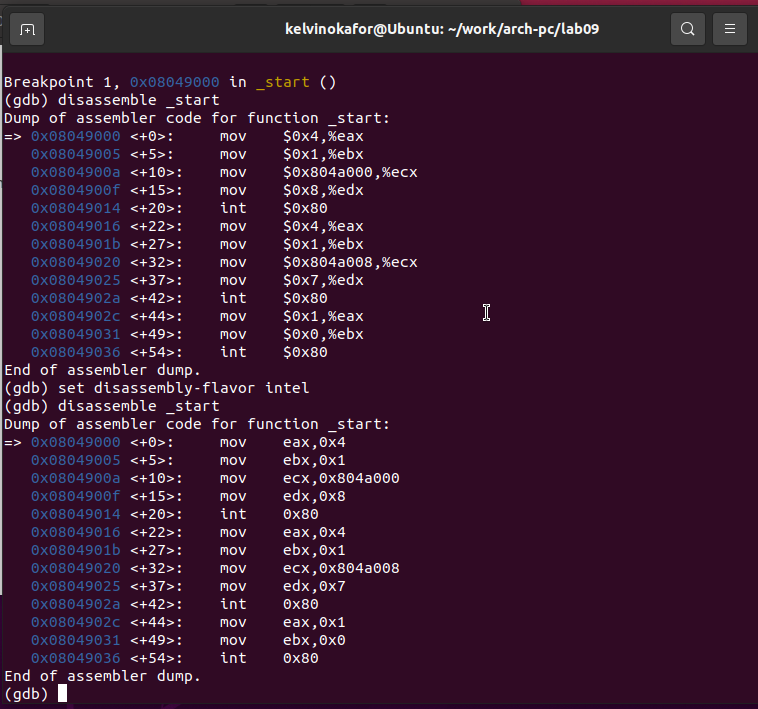 kelvinokafor@Ubuntu: ~/work/arch-pc/lab09
Breakpoint 1, 0x08049000 in _start ()
(gdb) disassemble _start
Dump of assembler code for function _start:
=> 0x08049000 <+0>:     mov    $0x4,%eax
   0x08049005 <+5>:     mov    $0x1,%ebx
   0x0804900a <+10>:    mov    $0x804a000,%ecx
   0x0804900f <+15>:    mov    $0x8,%edx
   0x08049014 <+20>:    int    $0x80
   0x08049016 <+22>:    mov    $0x4,%eax
   0x0804901b <+27>:    mov    $0x1,%ebx
   0x08049020 <+32>:    mov    $0x804a008,%ecx
   0x08049025 <+37>:    mov    $0x7,%edx
   0x0804902a <+42>:    int    $0x80
   0x0804902c <+44>:    mov    $0x1,%eax
   0x08049031 <+49>:    mov    $0x0,%ebx
   0x08049036 <+54>:    int    $0x80
End of assembler dump.
(gdb) set disassembly-flavor intel
(gdb) disassemble _start
Dump of assembler code for function _start:
=> 0x08049000 <+0>:     mov    eax,0x4
   0x08049005 <+5>:     mov    ebx,0x1
   0x0804900a <+10>:    mov    ecx,0x804a000
   0x0804900f <+15>:    mov    edx,0x8
   0x08049014 <+20>:    int    0x80
   0x08049016 <+22>:    mov    eax,0x4
   0x0804901b <+27>:    mov    ebx,0x1
   0x08049020 <+32>:    mov    ecx,0x804a008
   0x08049025 <+37>:    mov    edx,0x7
   0x0804902a <+42>:    int    0x80
   0x0804902c <+44>:    mov    eax,0x1
   0x08049031 <+49>:    mov    ebx,0x0
   0x08049036 <+54>:    int    0x80
End of assembler dump.
(gdb)